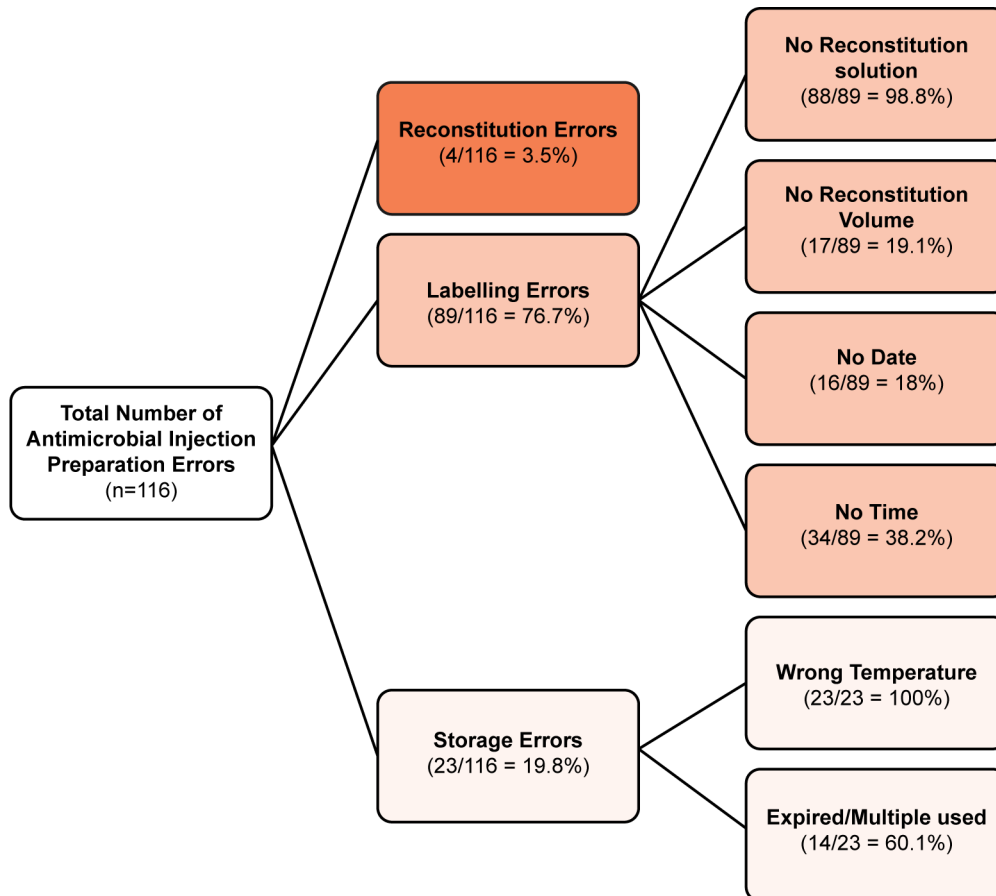 Total Number of
Antimicrobial Injection
Preparation Errors
(n=116)
Reconstitution Errors
(4/116 = 3.5%)
Labelling Errors
(89/116 = 76.7%)
Storage Errors
(23/116 = 19.8%)
No Reconstitution
solution
(88/89 = 98.8%)
No Reconstitution
Volume
(17/89 = 19.1%)
No Date
(16/89 = 18%)
No Time
(34/89 = 38.2%)
Wrong Temperature
(23/23 = 100%)
Expired/Multiple used
(14/23 = 60.1%)